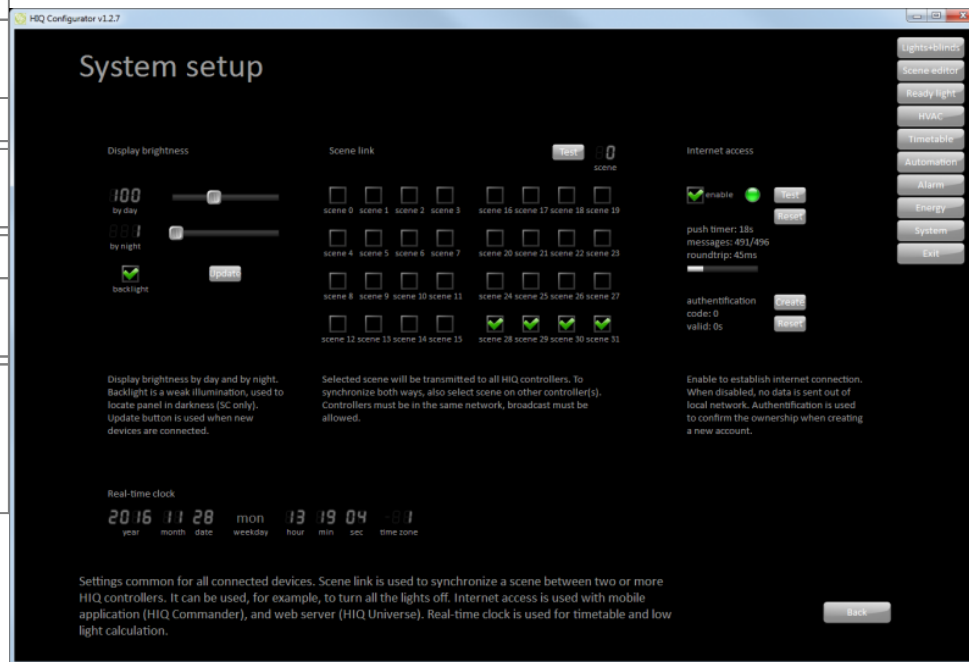 HIQ Configurator v1.2.7
System setup
Lights+blinds
Scene editor
Ready light
HVAC
Timetable
Automation
Alarm
Energy
System
Exit
Display brightness
100
by day
1
by night
backlight
Update
Display brightness by day and by night.
Backlight is a weak illumination, used to
locate panel in darkness (SC only).
Update button is used when new
devices are connected.
Scene link
Test
0
scene
scene 0 scene 1 scene 2 scene 3 scene 16 scene 17 scene 18 scene 19
scene 4 scene 5 scene 6 scene 7 scene 20 scene 21 scene 22 scene 23
scene 8 scene 9 scene 10 scene 11 scene 24 scene 25 scene 26 scene 27
scene 12 scene 13 scene 14 scene 15 scene 28 scene 29 scene 30 scene 31
Selected scene will be transmitted to all HIQ controllers. To
synchronize both ways, also select scene on other controller(s).
Controllers must be in the same network, broadcast must be
allowed.
Internet access
enable
Test
Reset
push timer: 18s
messages: 491/496
roundtrip: 45ms
authentification
Create
code: 0
valid: 0s
Reset
Enable to establish internet connection.
When disabled, no data is sent out of
local network. Authentification is used
to confirm the ownership when creating
a new account.
Real-time clock
2016 11 28 mon 13 19 04 -1
year month date weekday hour min sec time zone
Settings common for all connected devices. Scene link is used to synchronize a scene between two or more
HIQ controllers. It can be used, for example, to turn all the lights off. Internet access is used with mobile
application (HIQ Commander), and web server (HIQ Universe). Real-time clock is used for timetable and low
light calculation.
Back